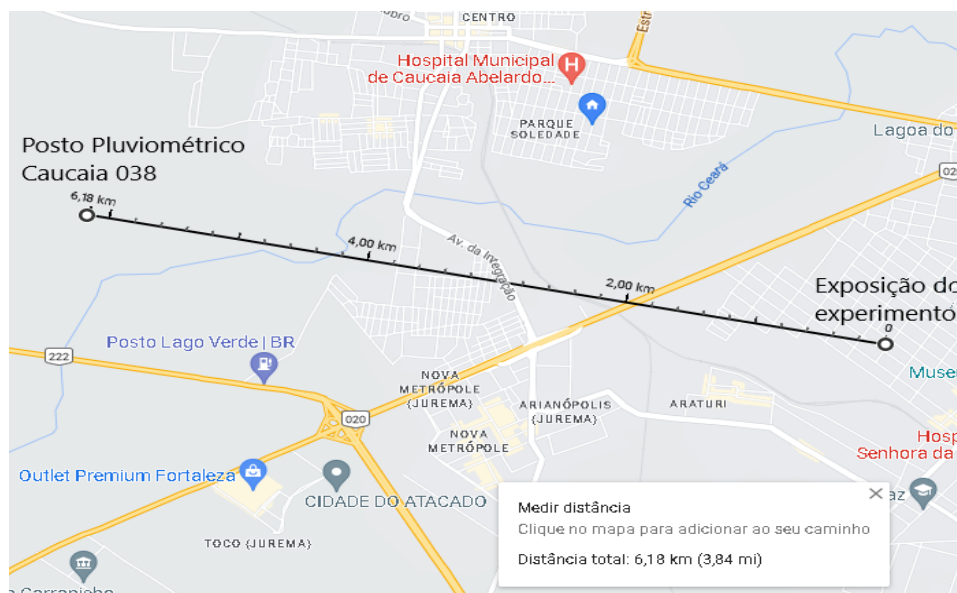 CENTRO
Hospital Municipal
de Caucaia Abelardo...
H
PARQUE
SOLEDADE
Lagoa do
Posto Pluviométrico
Caucaia 038
6,18 km
Rio Ceará
Av. da Integração
4,00 km
2,00 km
0
Exposição do
experimento
Posto Lago Verde | BR
222
020
NOVA
METRÓPOLE
(JUREMA)
ARIANÓPOLIS
(JUREMA)
ARATURI
NOVA
METRÓPOLE
Outlet Premium Fortaleza
CIDADE DO ATACADO
TOCO (JUREMA)
Senhora da
Medir distância
Clique no mapa para adicionar ao seu caminho
Distância total: 6,18 km (3,84 mi)